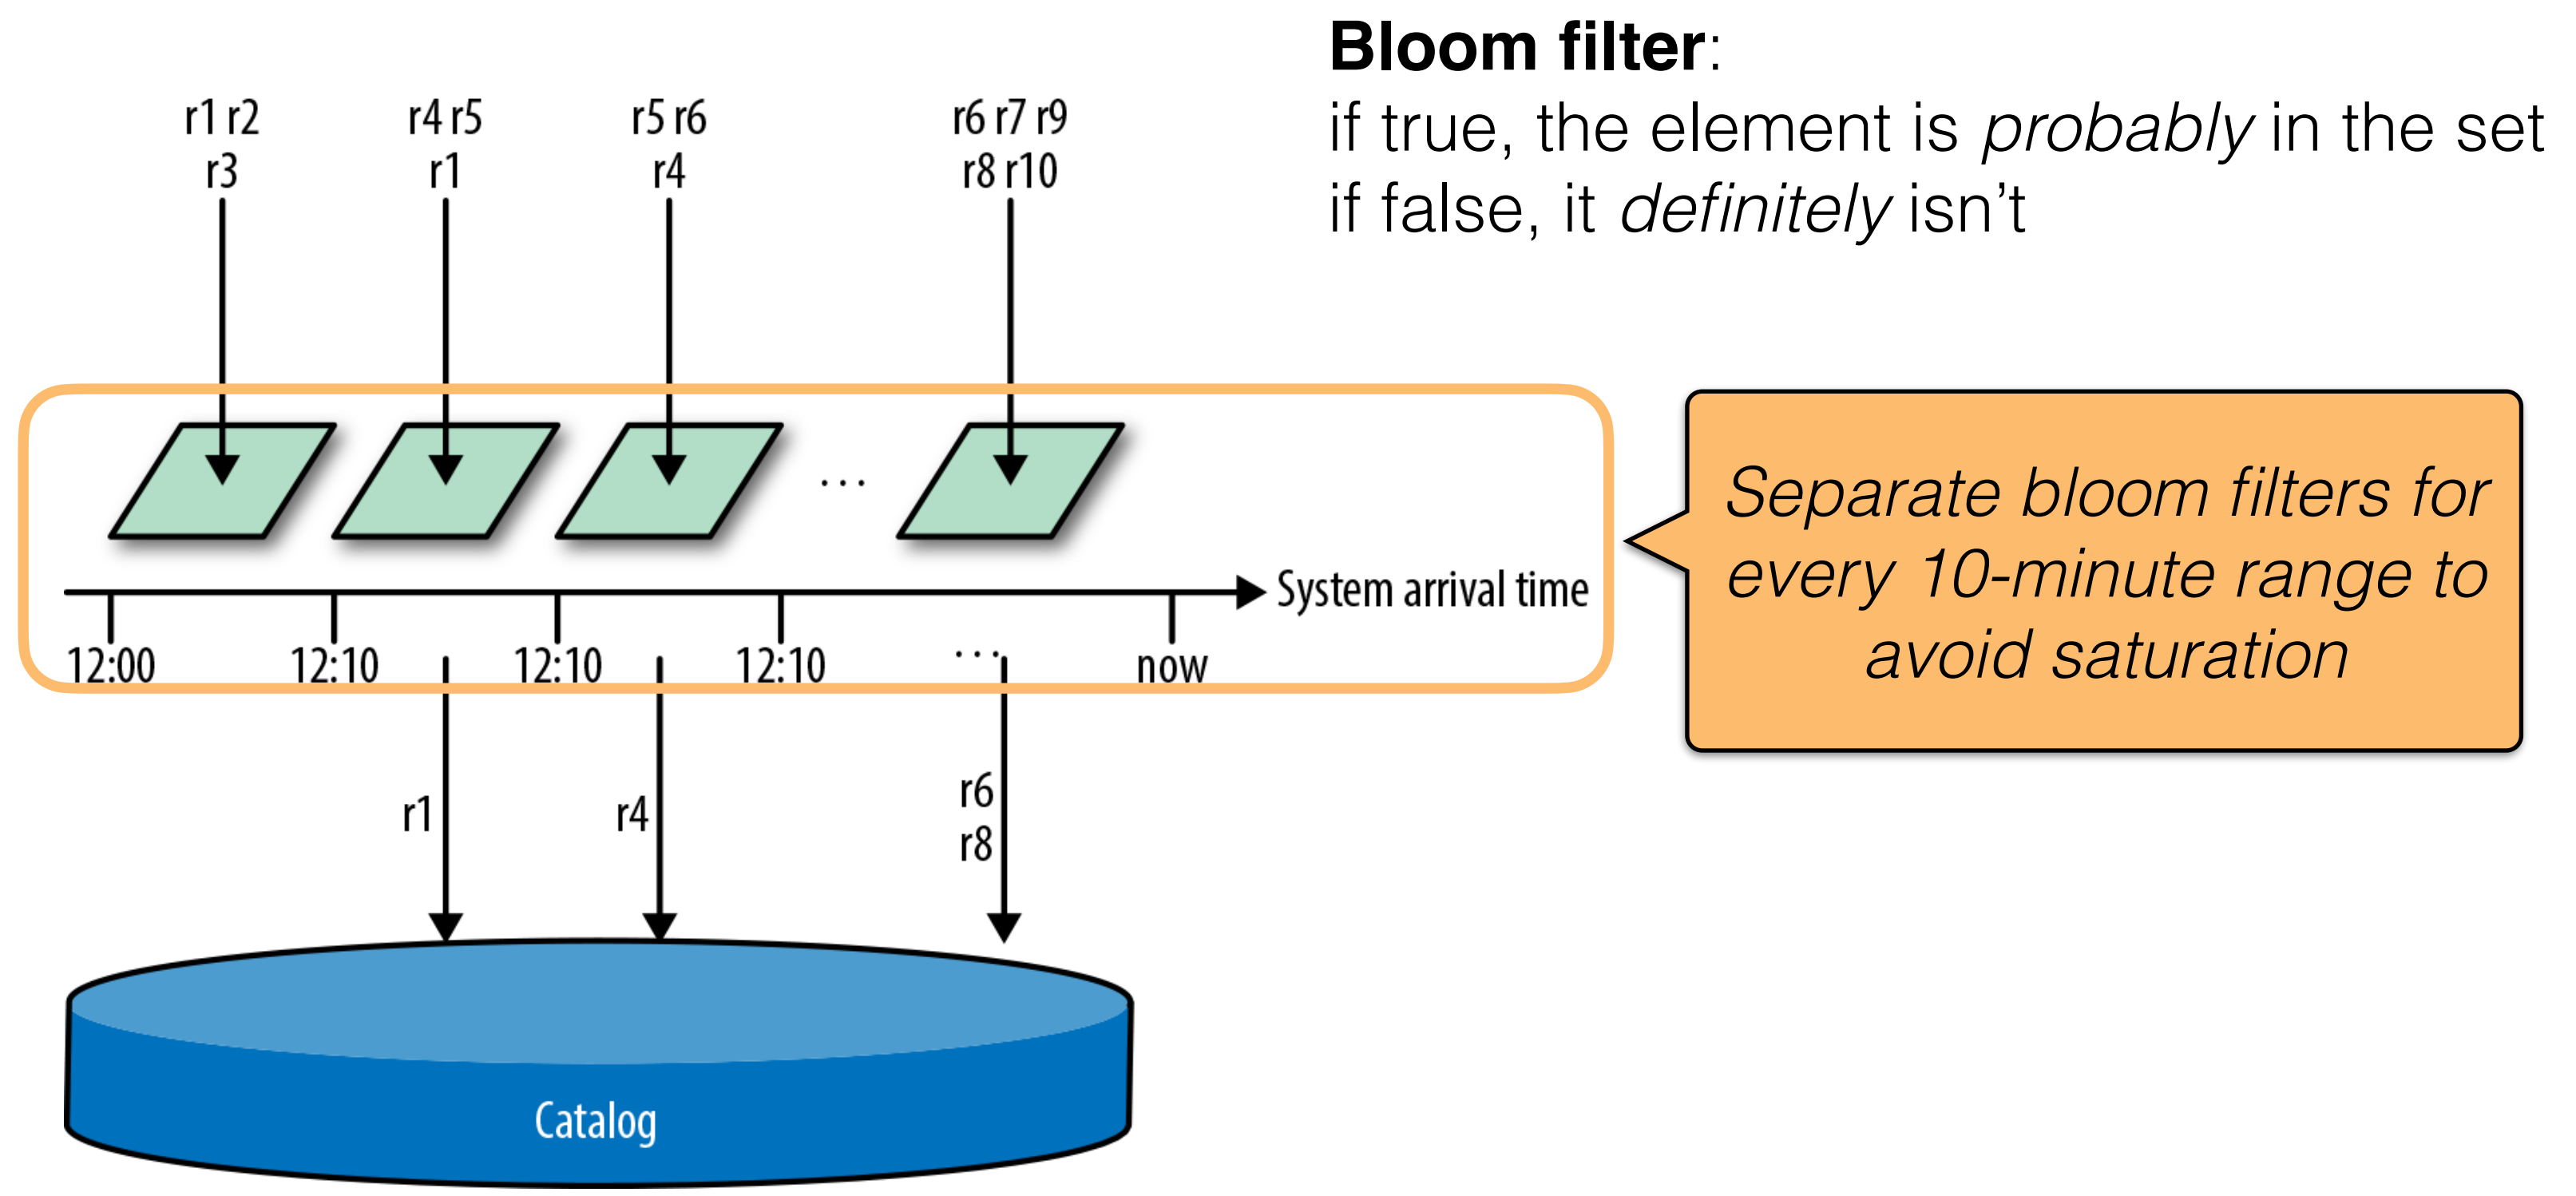 Bloom filter:
if true, the element is probably in the set
if false, it definitely isn’t
r1 r2
r3
r4 r5
r1
r5 r6
r4
r6 r7 r9
r8 r10
...
System arrival time
12:00
12:10
12:10
12:10
...
now
Separate bloom filters for
every 10-minute range to
avoid saturation
r1
r4
r6
r8
Catalog